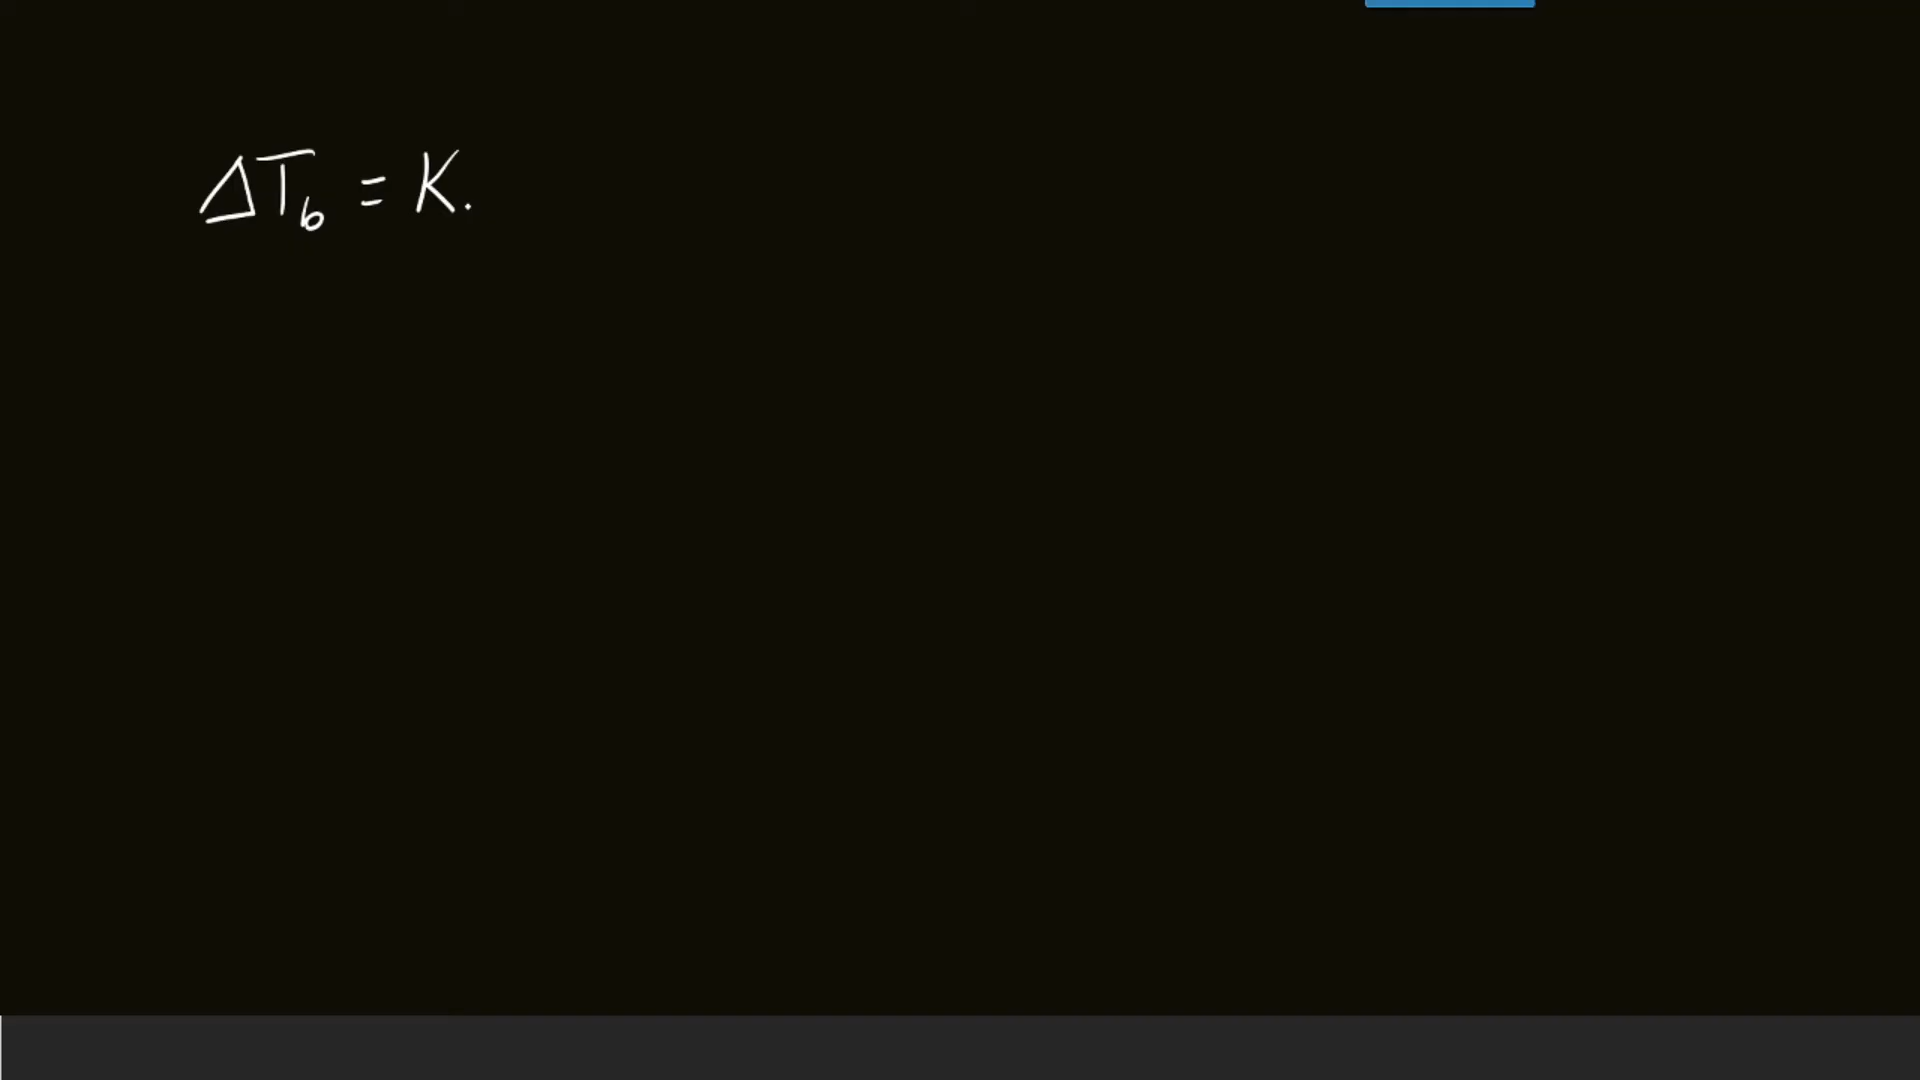 ΔT_b = K.